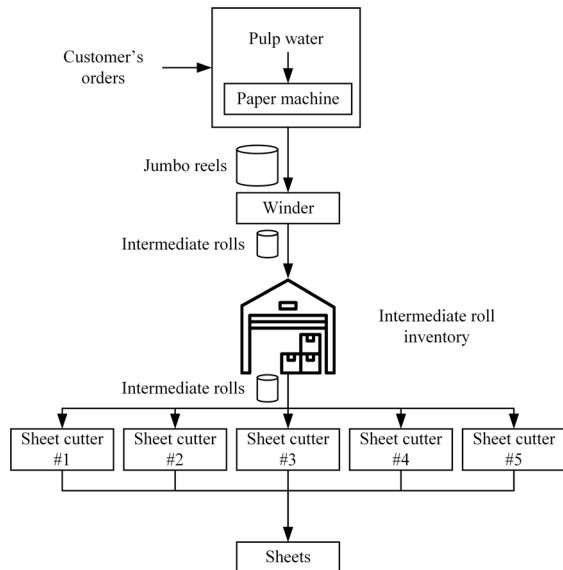 Pulp water
Customer's
orders
Paper machine
Jumbo reels
Winder
Intermediate rolls
Intermediate roll
inventory
Intermediate rolls
Sheet cutter
#1
Sheet cutter
#2
Sheet cutter
#3
Sheet cutter
#4
Sheet cutter
#5
Sheets